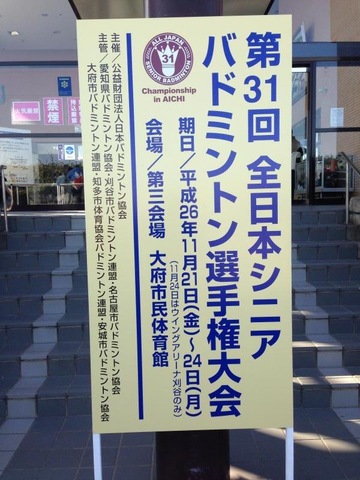 第31回 全日本シニア
バドミントン選手権大会
期日／平成26年11月21日(金)～24日(月)
(11月24日はウイングアリーナ刈谷のみ)
会場／第三会場 大府市民体育館
ALL JAPAN
31
SENIOR BADMINTON
Championship
in AICHI
主催／公益財団法人日本バドミントン協会
主管／愛知県バドミントン協会・刈谷市バドミントン連盟・名古屋市バドミントン協会
大府市バドミントン連盟・知多市体育協会バドミントン連盟・安城市バドミントン協会
火気厳禁
禁煙